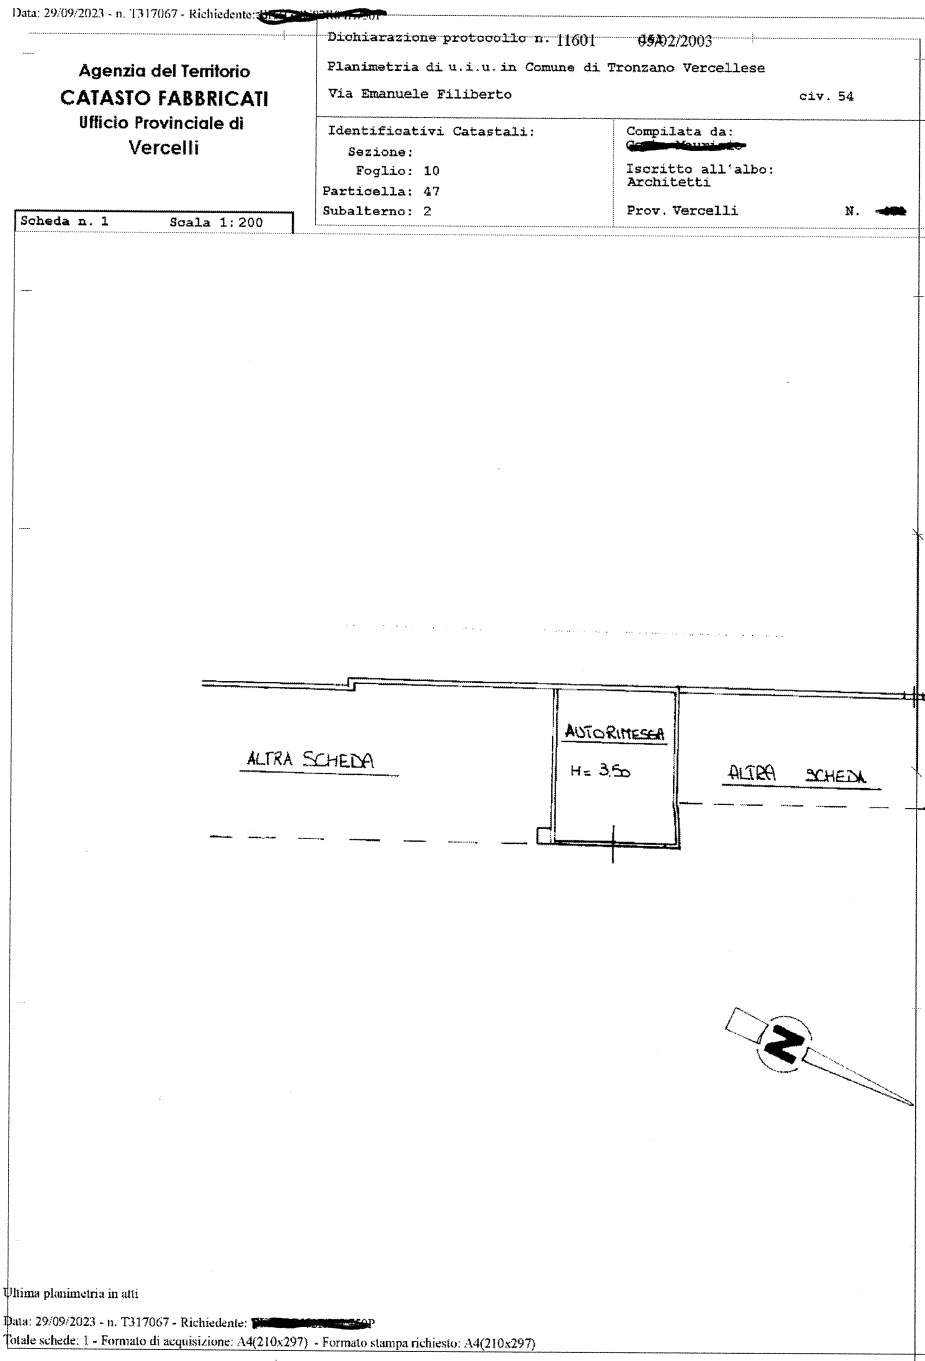 Data: 29/09/2023 - n. T317067 - Richiedente:
Agenzia del Territorio
CATASTO FABBRICATI
Ufficio Provinciale di
Vercelli
Dichiarazione protocollo n. 11601 05/02/2003
Planimetria di u.i.u. in Comune di Tronzano Vercellese
Via Emanuele Filiberto civ. 54
Identificativi Catastali:
Sezione:
Foglio: 10
Particella: 47
Subalterno: 2
Compilata da:
Iscritto all'albo:
Architetti
Prov. Vercelli N.
Scheda n. 1 Scala 1:200
AUTORIMESSA
H= 3.50
ALTRA SCHEDA
ALTRA SCHEDA
N
Ultima planimetria in atti
Data: 29/09/2023 - n. T317067 - Richiedente:
Totale schede: 1 - Formato di acquisizione: A4(210x297) - Formato stampa richiesto: A4(210x297)